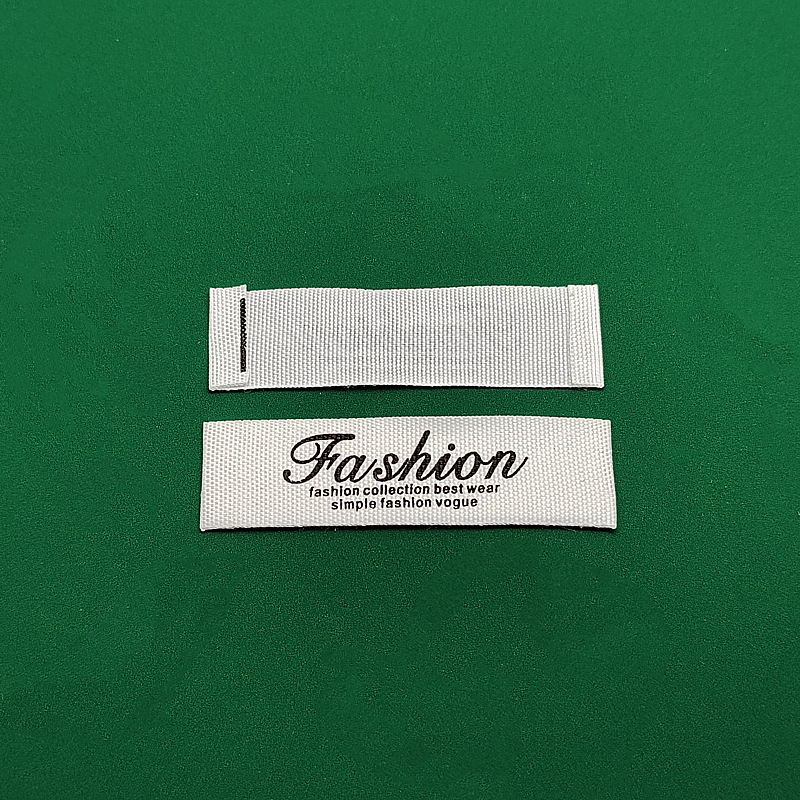 Fashion
fashion collection best wear
simple fashion vogue